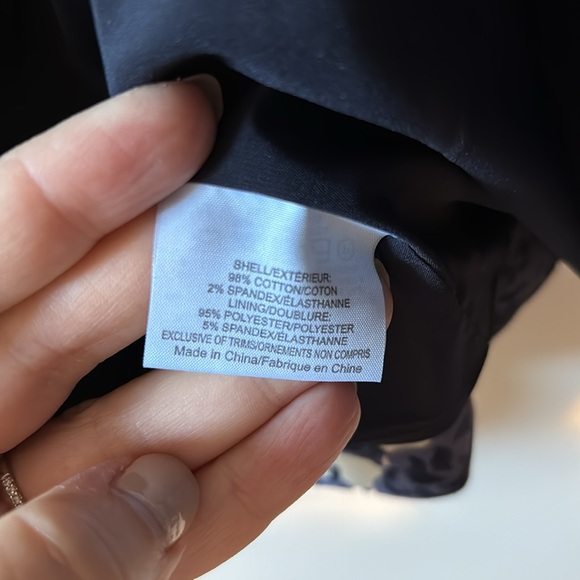 SHELL/EXTÉRIEUR:
98% COTTON/COTON
2% SPANDEX/ÉLASTHANNE
LINING/DOUBLURE:
95% POLYESTER/POLYESTER
5% SPANDEX/ÉLASTHANNE
EXCLUSIVE OF TRIMS/ORNEMENTS NON COMPRIS
Made in China/Fabrique en Chine